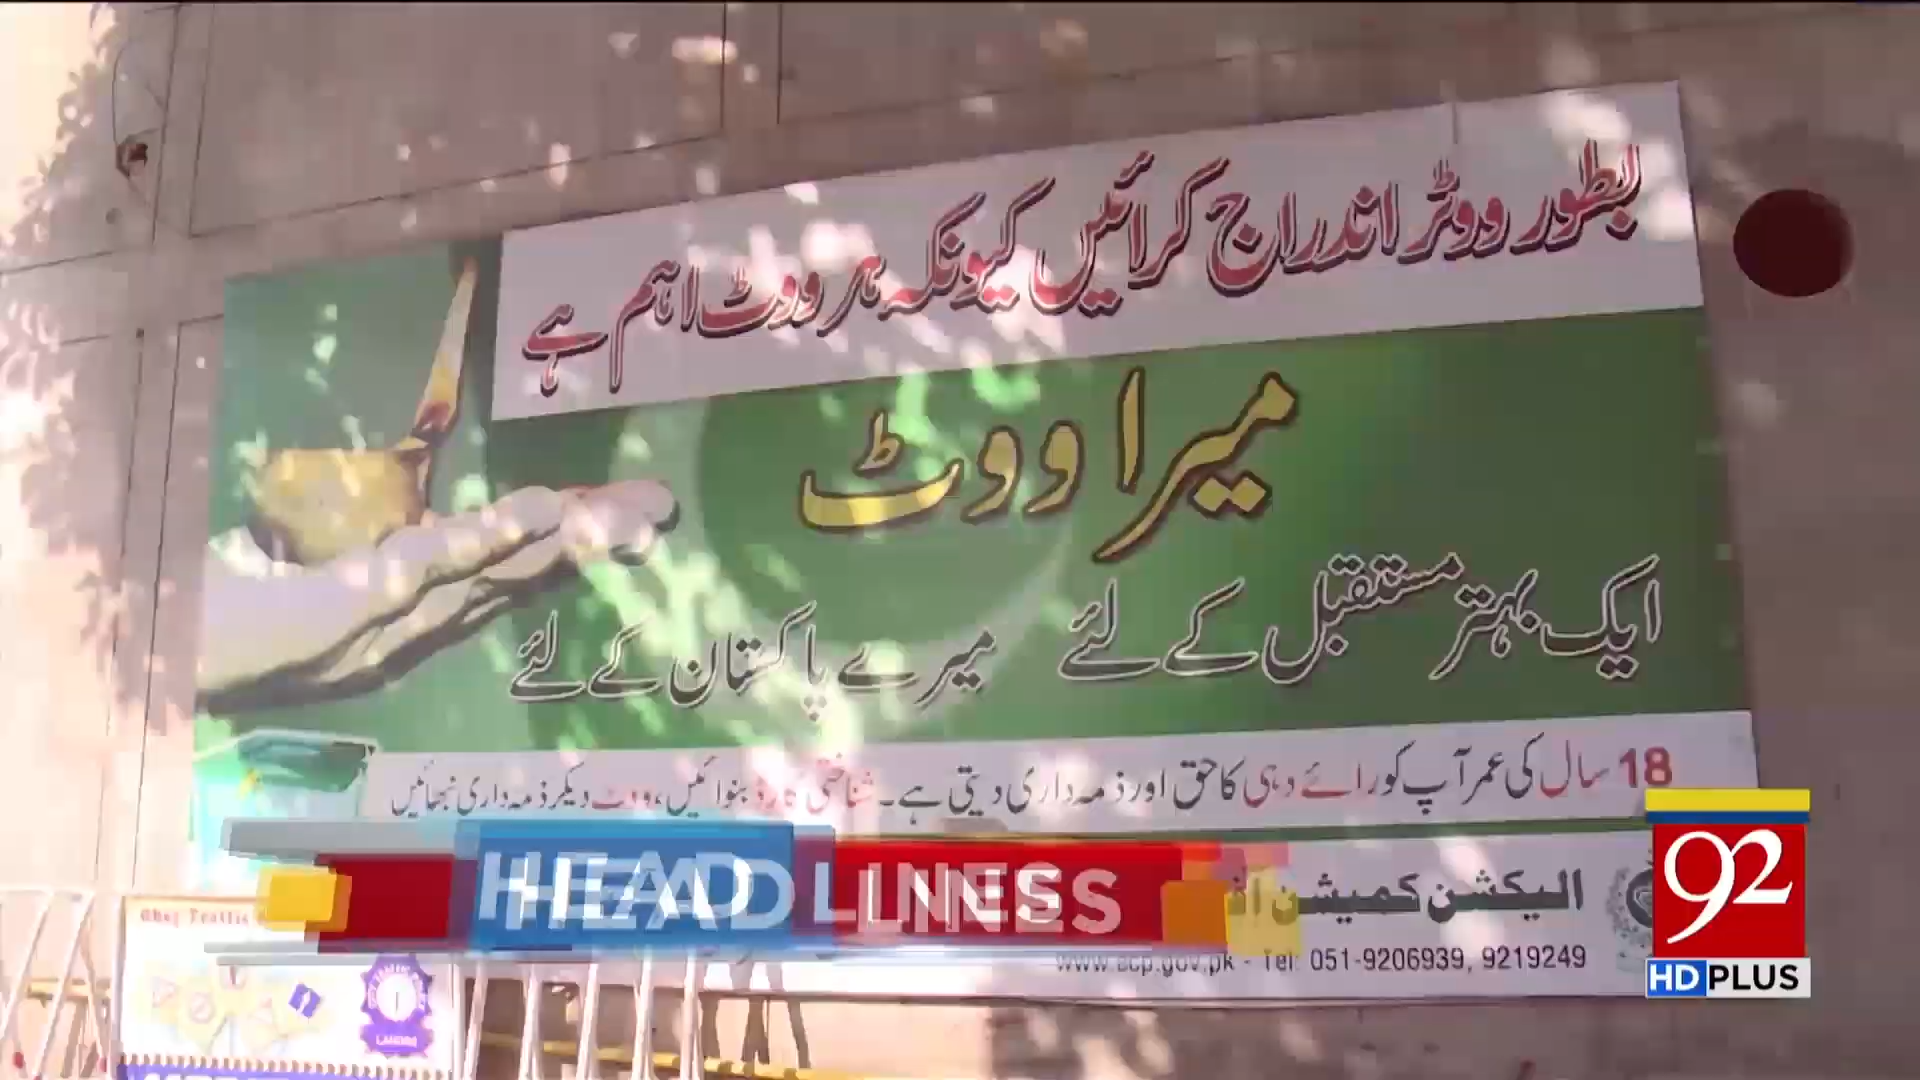 بطور ووٹر اندراج کرائیں کیونکہ ہر ووٹ اہم ہے
میرا ووٹ
ایک بہتر مستقبل کے لئے میرے پاکستان کے لئے
18 سال کی عمر آپ کو رائے دہی کا حق اور ذمہ داری دیتی ہے۔ شناختی کارڈ بنوائیں، ووٹ دیکر ذمہ داری نبھائیں
HEADLINES
الیکشن کمیشن آف
www.ecp.gov.pk - Tel: 051-9206939, 9219249
92
HD PLUS
LAHORE